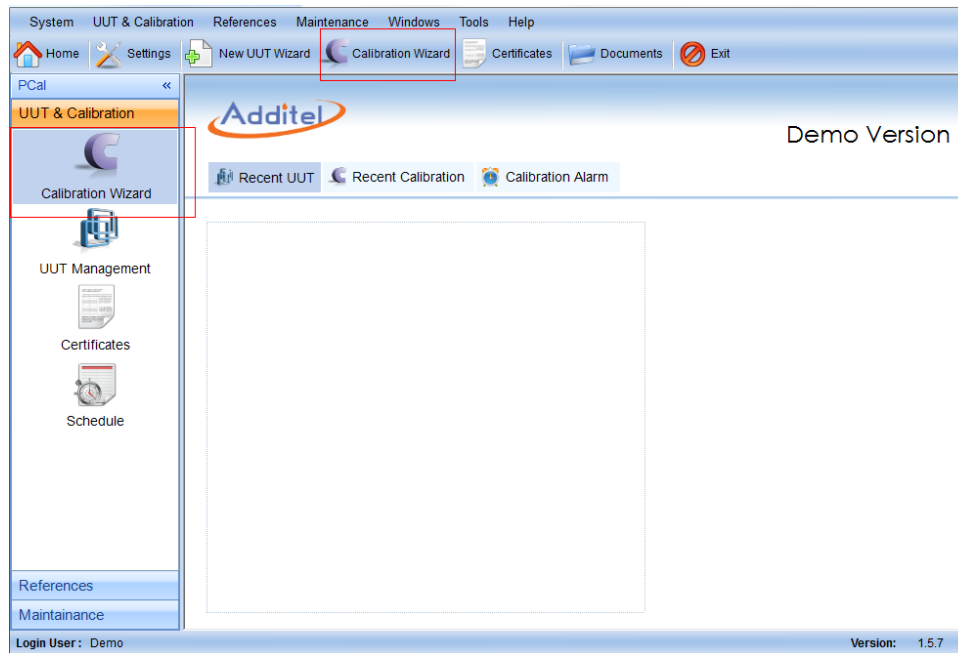 System UUT & Calibration References Maintenance Windows Tools Help
Home Settings New UUT Wizard Calibration Wizard Certificates Documents Exit
PCal «
UUT & Calibration
Calibration Wizard
UUT Management
Certificates
Schedule
References
Maintainance
Additel
Demo Version
Recent UUT Recent Calibration Calibration Alarm
Login User : Demo Version: 1.5.7